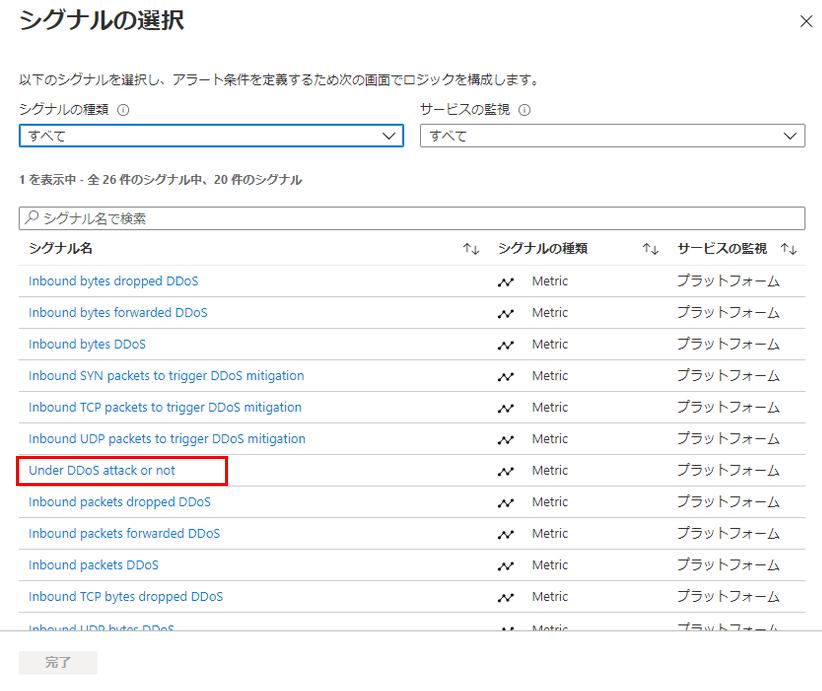 シグナルの選択
以下のシグナルを選択し、アラート条件を定義するため次の画面でロジックを構成します。
シグナルの種類 サービスの監視
すべて すべて
1 を表示中 - 全 26 件のシグナル中、20 件のシグナル
シグナル名で検索
シグナル名 シグナルの種類 サービスの監視
Inbound bytes dropped DDoS Metric プラットフォーム
Inbound bytes forwarded DDoS Metric プラットフォーム
Inbound bytes DDoS Metric プラットフォーム
Inbound SYN packets to trigger DDoS mitigation Metric プラットフォーム
Inbound TCP packets to trigger DDoS mitigation Metric プラットフォーム
Inbound UDP packets to trigger DDoS mitigation Metric プラットフォーム
Under DDoS attack or not Metric プラットフォーム
Inbound packets dropped DDoS Metric プラットフォーム
Inbound packets forwarded DDoS Metric プラットフォーム
Inbound packets DDoS Metric プラットフォーム
Inbound TCP bytes dropped DDoS Metric プラットフォーム
Inbound UDP bytes DDoS Metric プラットフォーム
完了